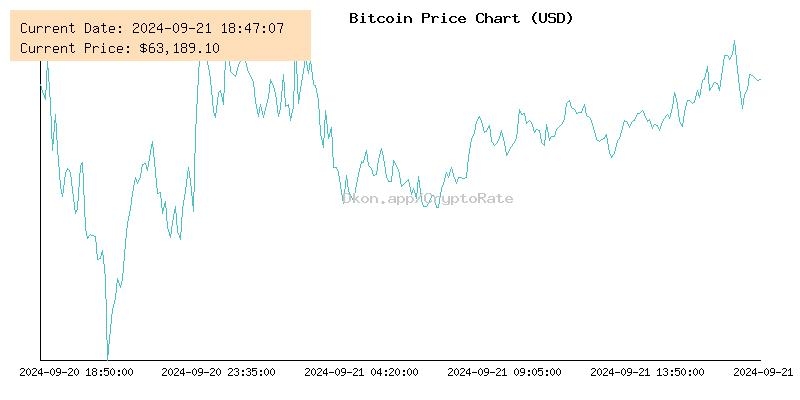 Bitcoin Price Chart (USD)
Current Date: 2024-09-21 18:47:07
Current Price: $63,189.10
Dkon.app/CryptoRate
2024-09-20 18:50:00 2024-09-20 23:35:00 2024-09-21 04:20:00 2024-09-21 09:05:00 2024-09-21 13:50:00 2024-09-21